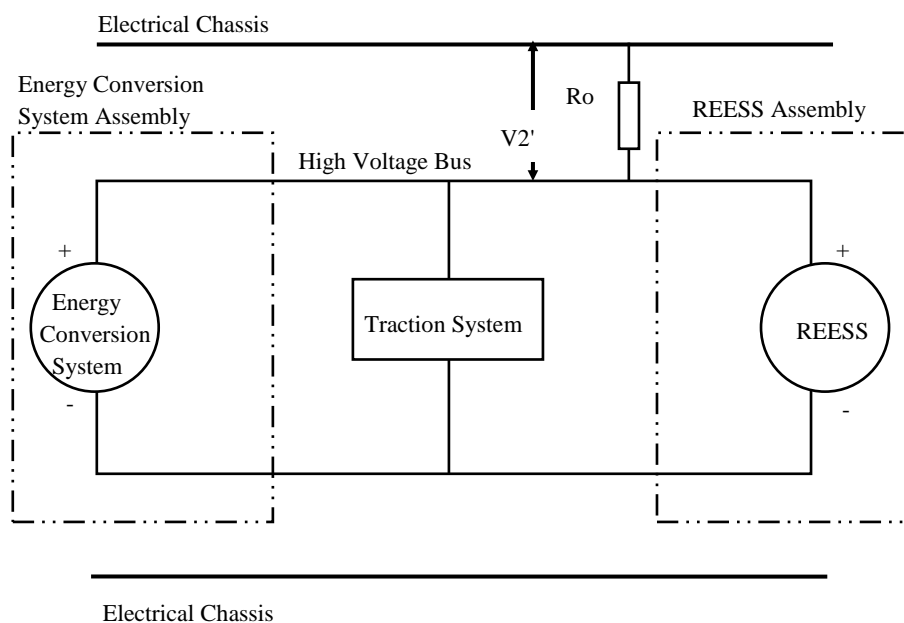 Electrical Chassis
Energy Conversion
System Assembly
Ro
REESS Assembly
V2'
High Voltage Bus
+
+
Energy
Conversion
System
Traction System
REESS
-
-
Electrical Chassis